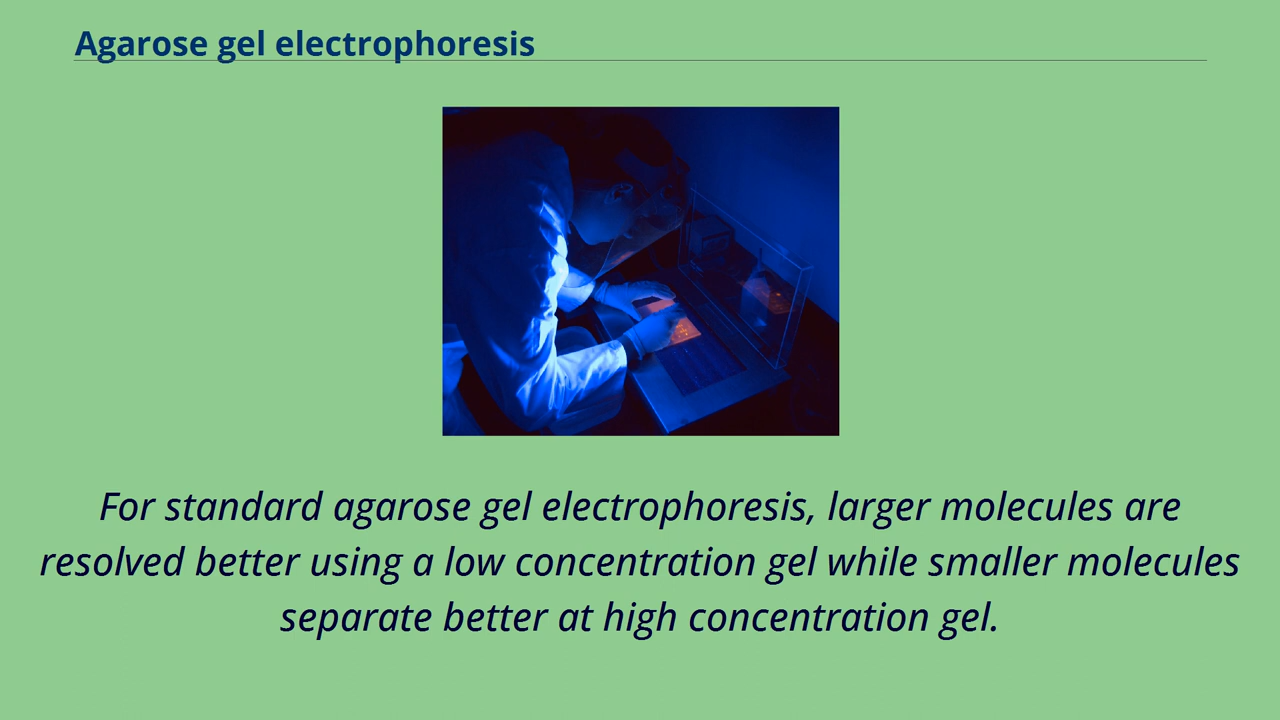 Agarose gel electrophoresis
For standard agarose gel electrophoresis, larger molecules are
resolved better using a low concentration gel while smaller molecules
separate better at high concentration gel.